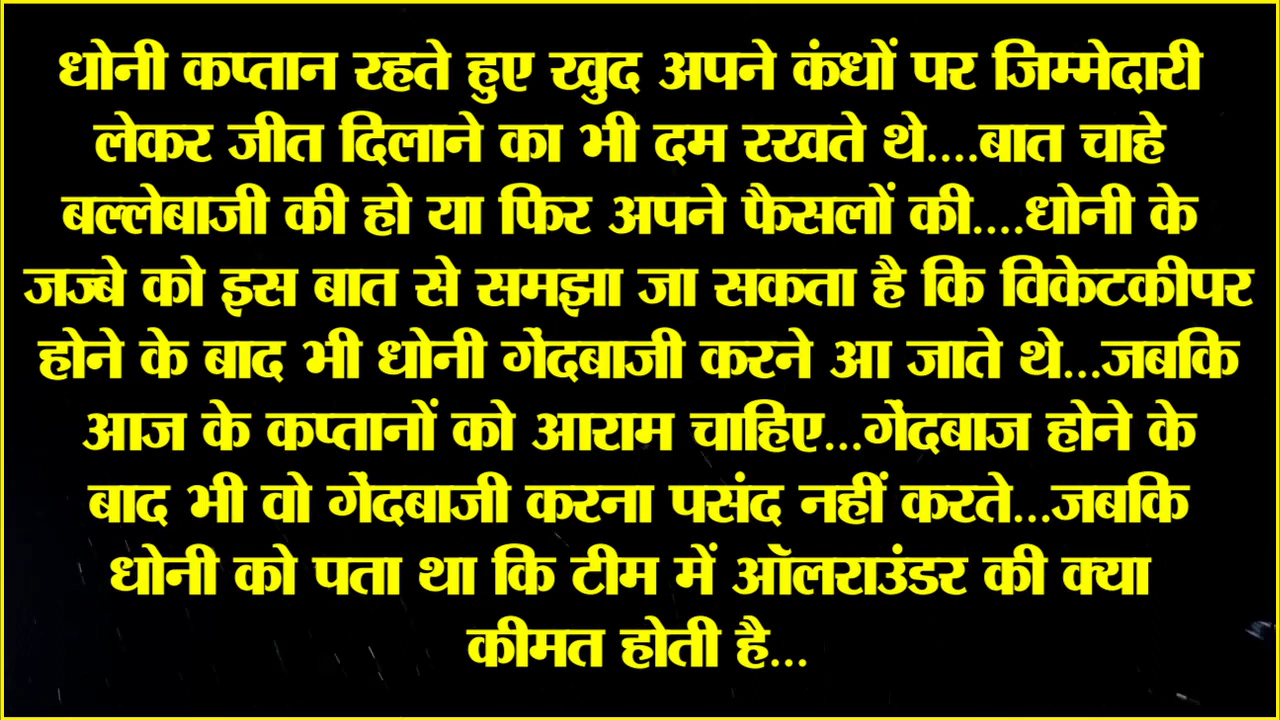 धोनी कप्तान रहते हुए खुद अपने कंधों पर जिम्मेदारी
लेकर जीत दिलाने का भी दम रखते थे....बात चाहे
बल्लेबाजी की हो या फिर अपने फैसलों की....धोनी के
जज्बे को इस बात से समझा जा सकता है कि विकेटकीपर
होने के बाद भी धोनी गेंदबाजी करने आ जाते थे...जबकि
आज के कप्तानों को आराम चाहिए...गेंदबाज होने के
बाद भी वो गेंदबाजी करना पसंद नहीं करते...जबकि
धोनी को पता था कि टीम में ऑलराउंडर की क्या
कीमत होती है...